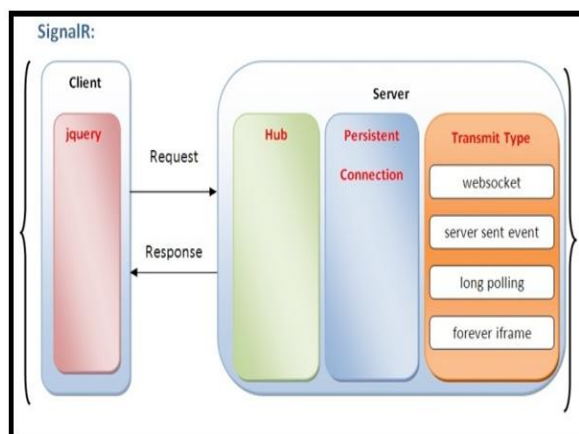 SignalR:
Client
jquery
Request
Response
Server
Hub
Persistent
Connection
Transmit Type
websocket
server sent event
long polling
forever iframe